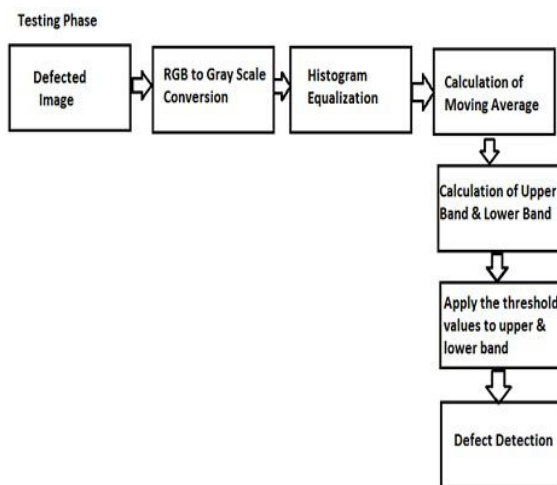 Testing Phase
Defected
Image
RGB to Gray Scale
Conversion
Histogram
Equalization
Calculation of
Moving Average
Calculation of Upper
Band & Lower Band
Apply the threshold
values to upper &
lower band
Defect Detection